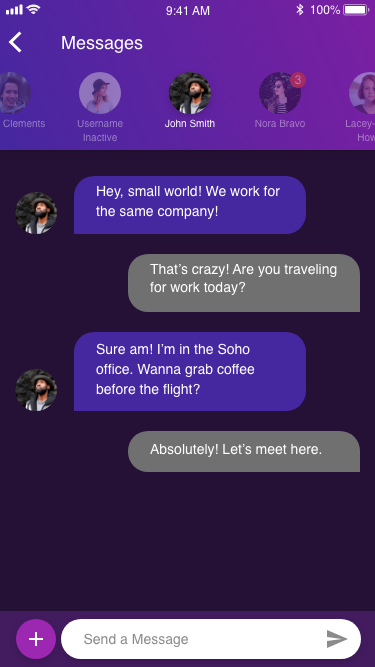 9:41 AM
100%
Messages
Clements
Username
Inactive
John Smith
Nora Bravo
3
Lacey-
How
Hey, small world! We work for
the same company!
That's crazy! Are you traveling
for work today?
Sure am! I'm in the Soho
office. Wanna grab coffee
before the flight?
Absolutely! Let's meet here.
Send a Message